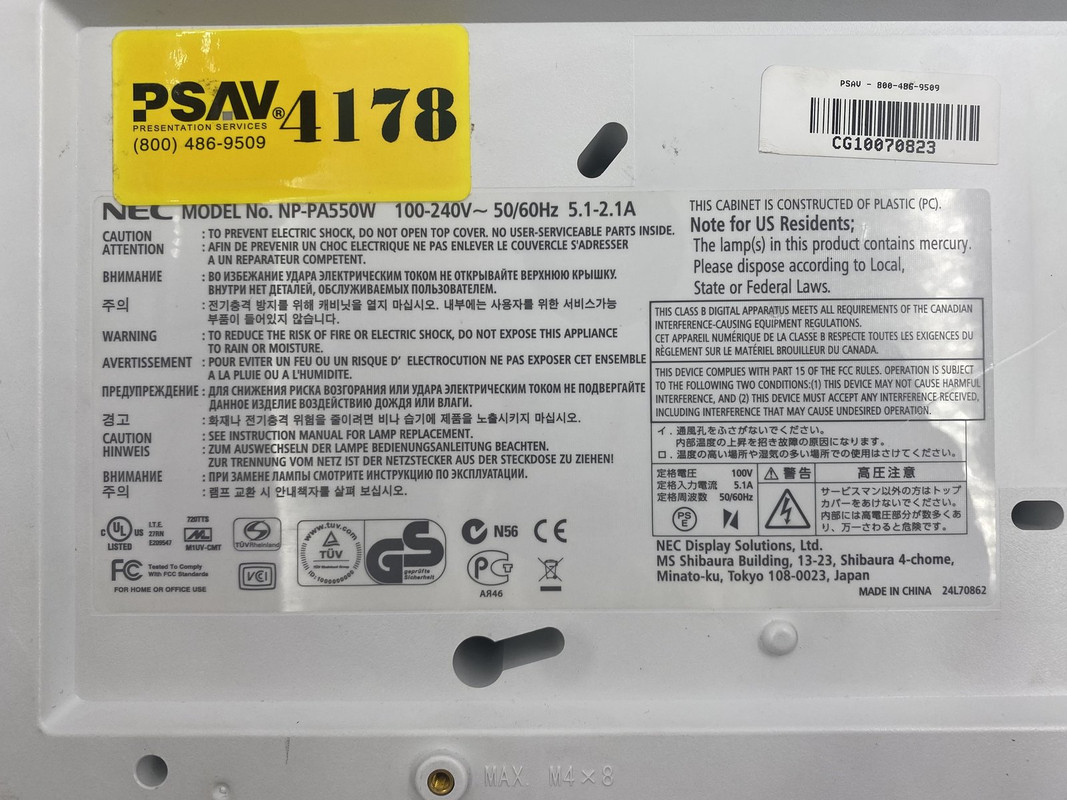 PSAV®
PRESENTATION SERVICES
(800) 486-9509
4178
PSAV - 800-486-9509
CG10070823
NEC MODEL No. NP-PA550W 100-240V~ 50/60Hz 5.1-2.1A
CAUTION : TO PREVENT ELECTRIC SHOCK, DO NOT OPEN TOP COVER. NO USER-SERVICEABLE PARTS INSIDE.
ATTENTION : AFIN DE PREVENIR UN CHOC ELECTRIQUE NE PAS ENLEVER LE COUVERCLE S'ADRESSER
A UN REPARATEUR COMPETENT.
ВНИМАНИЕ : ВО ИЗБЕЖАНИЕ УДАРА ЭЛЕКТРИЧЕСКИМ ТОКОМ НЕ ОТКРЫВАЙТЕ ВЕРХНЮЮ КРЫШКУ.
ВНУТРИ НЕТ ДЕТАЛЕЙ, ОБСЛУЖИВАЕМЫХ ПОЛЬЗОВАТЕЛЕМ.
주의 : 전기충격 방지를 위해 캐비닛을 열지 마십시오. 내부에는 사용자를 위한 서비스가능
부품이 들어있지 않습니다.
WARNING : TO REDUCE THE RISK OF FIRE OR ELECTRIC SHOCK, DO NOT EXPOSE THIS APPLIANCE
TO RAIN OR MOISTURE.
AVERTISSEMENT : POUR EVITER UN FEU OU UN RISQUE D' ELECTROCUTION NE PAS EXPOSER CET ENSEMBLE
A LA PLUIE OU A L'HUMIDITE.
ПРЕДУПРЕЖДЕНИЕ : ДЛЯ СНИЖЕНИЯ РИСКА ВОЗГОРАНИЯ ИЛИ УДАРА ЭЛЕКТРИЧЕСКИМ ТОКОМ НЕ ПОДВЕРГАЙТЕ
ДАННОЕ ИЗДЕЛИЕ ВОЗДЕЙСТВИЮ ДОЖДЯ ИЛИ ВЛАГИ.
경고 : 화재나 전기충격 위험을 줄이려면 비나 습기에 제품을 노출시키지 마십시오.
CAUTION : SEE INSTRUCTION MANUAL FOR LAMP REPLACEMENT.
HINWEIS : ZUM AUSWECHSELN DER LAMPE BEDIENUNGSANLEITUNG BEACHTEN.
ZUR TRENNUNG VOM NETZ IST DER NETZSTECKER AUS DER STECKDOSE ZU ZIEHEN!
ВНИМАНИЕ : ПРИ ЗАМЕНЕ ЛАМПЫ СМОТРИТЕ ИНСТРУКЦИЮ ПО ЭКСПЛУАТАЦИИ.
주의 : 램프 교환 시 안내책자를 살펴 보십시오.
THIS CABINET IS CONSTRUCTED OF PLASTIC (PC).
Note for US Residents;
The lamp(s) in this product contains mercury.
Please dispose according to Local,
State or Federal Laws.
THIS CLASS B DIGITAL APPARATUS MEETS ALL REQUIREMENTS OF THE CANADIAN
INTERFERENCE-CAUSING EQUIPMENT REGULATIONS.
CET APPAREIL NUMÉRIQUE DE LA CLASSE B RESPECTE TOUTES LES EXIGENCES DU
RÈGLEMENT SUR LE MATÉRIEL BROUILLEUR DU CANADA.
THIS DEVICE COMPLIES WITH PART 15 OF THE FCC RULES. OPERATION IS SUBJECT
TO THE FOLLOWING TWO CONDITIONS:(1) THIS DEVICE MAY NOT CAUSE HARMFUL
INTERFERENCE, AND (2) THIS DEVICE MUST ACCEPT ANY INTERFERENCE RECEIVED,
INCLUDING INTERFERENCE THAT MAY CAUSE UNDESIRED OPERATION.
イ．通風孔をふさがないでください。
内部温度の上昇を招き故障の原因になります。
ロ．温度の高い場所や湿気の多い場所での使用はさけてください。
定格電圧 100V
定格入力電流 5.1A
定格周波数 50/60Hz
PS
E
警告 高圧注意
サービスマン以外の方はトップ
カバーをあけないでください。
内部には高電圧部分が数多くあ
り、万一さわると危険です。
NEC Display Solutions, Ltd.
MS Shibaura Building, 13-23, Shibaura 4-chome,
Minato-ku, Tokyo 108-0023, Japan
MADE IN CHINA 24L70862
C UL US
LISTED
I.T.E.
27RN
E209547
720TTS
M1UV-CMT
TÜVRheinland
www.tuv.com
TÜV
ID:1000000000
GS
geprüfte
Sicherheit
N56
CE
FC
Tested To Comply
With FCC Standards
FOR HOME OR OFFICE USE
VCI
АЯ46
MAX. M4×8